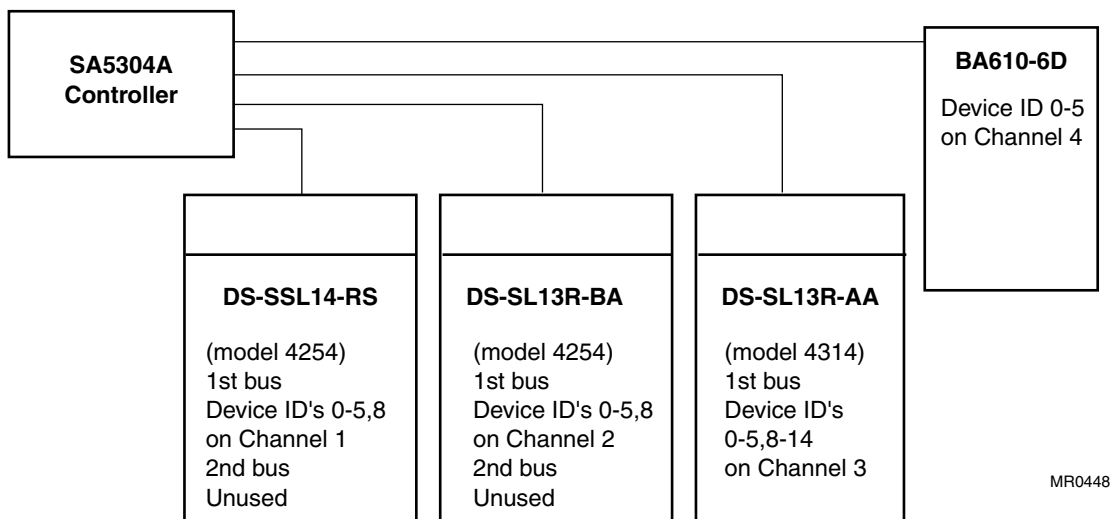 SA5304A
Controller
BA610-6D
Device ID 0-5
on Channel 4
DS-SSL14-RS
(model 4254)
1st bus
Device ID's 0-5,8
on Channel 1
2nd bus
Unused
DS-SL13R-BA
(model 4254)
1st bus
Device ID's 0-5,8
on Channel 2
2nd bus
Unused
DS-SL13R-AA
(model 4314)
1st bus
Device ID's
0-5,8-14
on Channel 3
MR0448